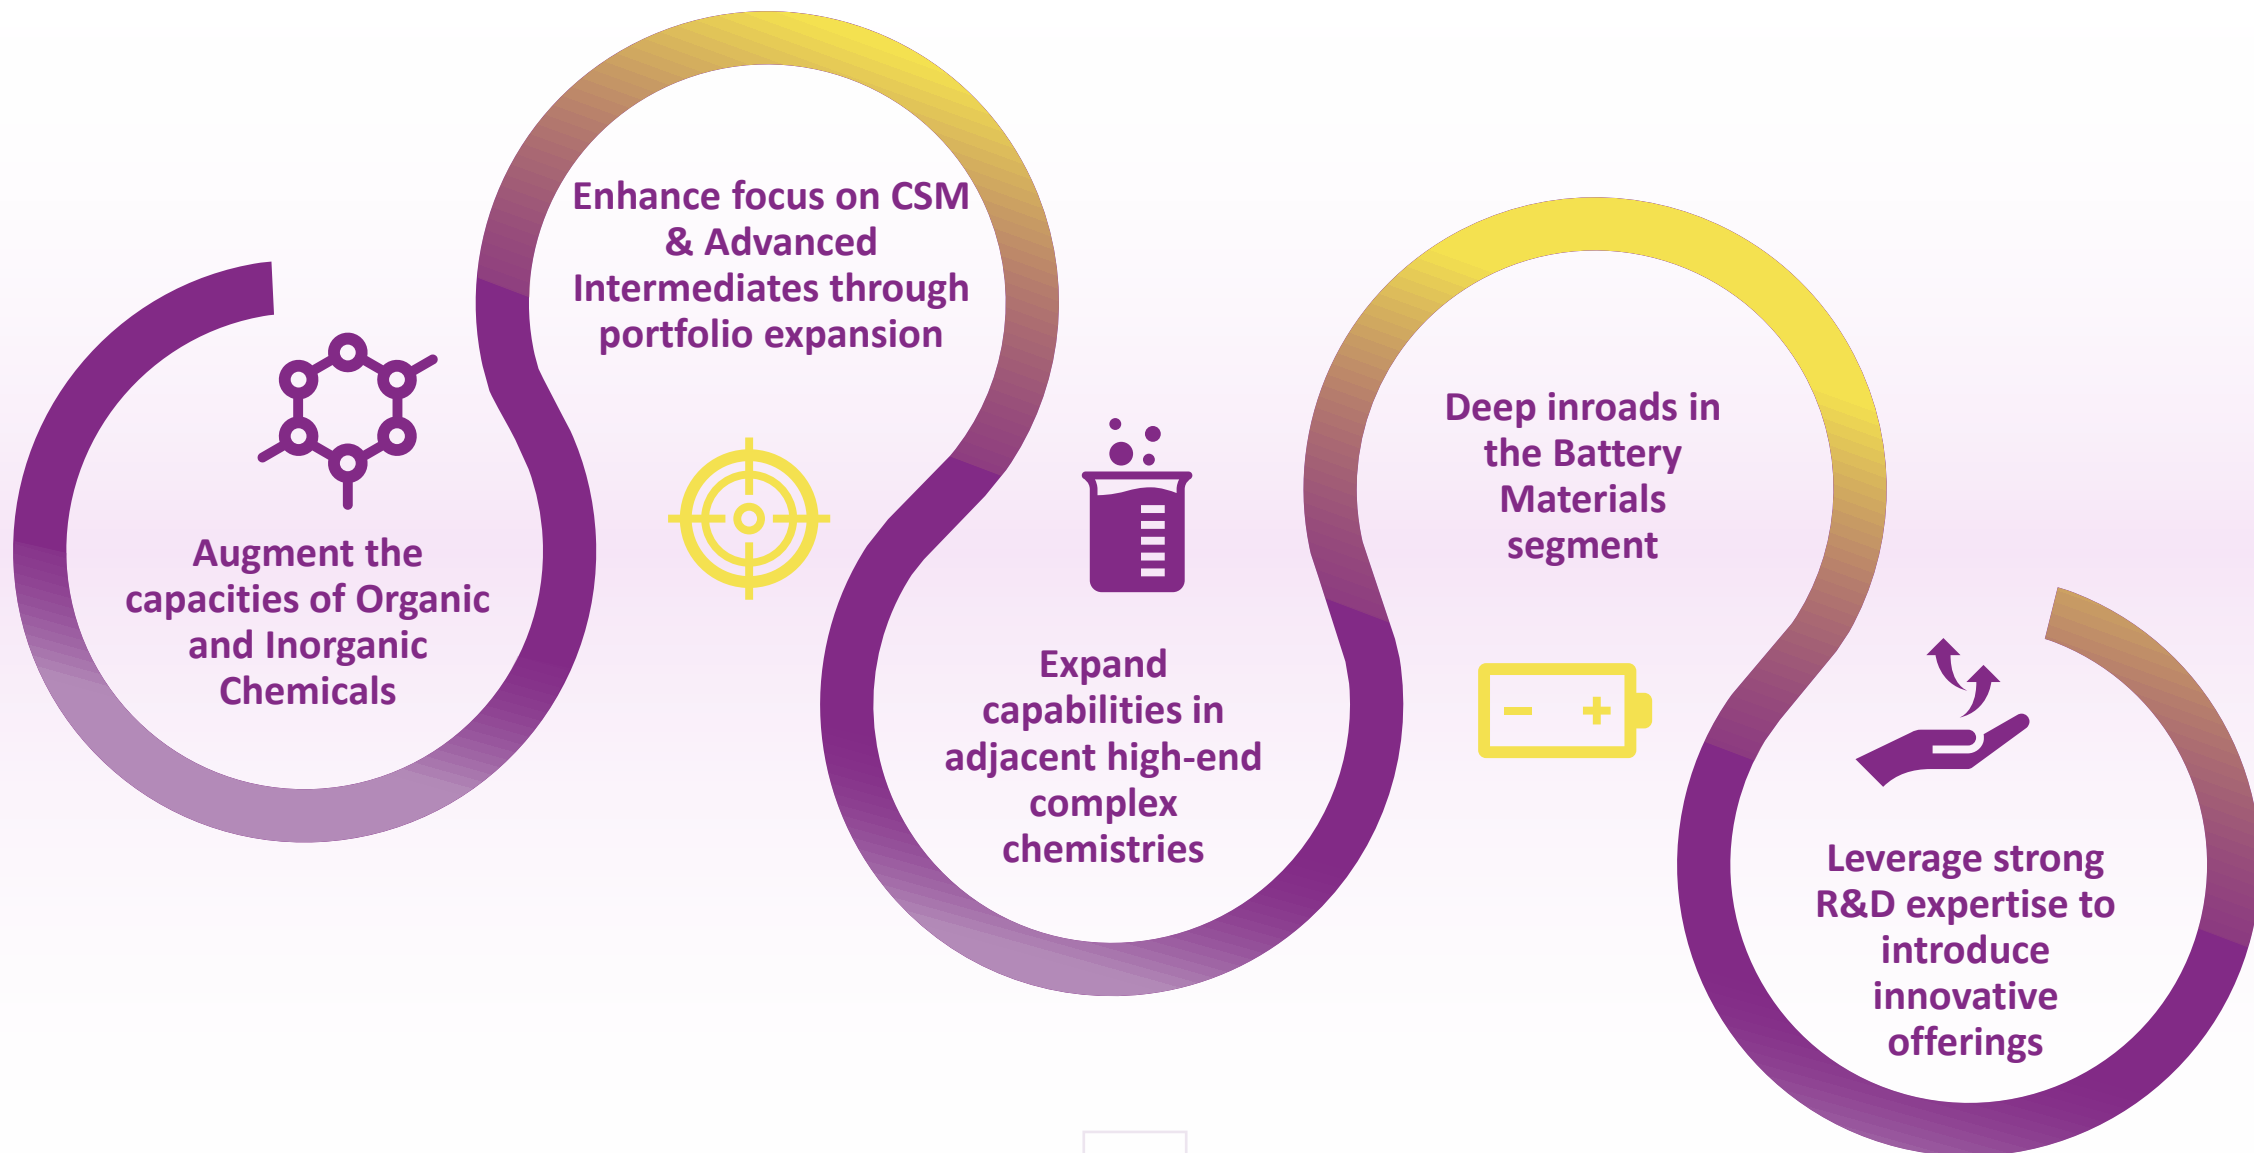 Enhance focus on CSM
& Advanced
Intermediates through
portfolio expansion
Augment the
capacities of Organic
and Inorganic
Chemicals
Expand
capabilities in
adjacent high-end
complex
chemistries
Deep inroads in
the Battery
Materials
segment
Leverage strong
R&D expertise to
introduce
innovative
offerings